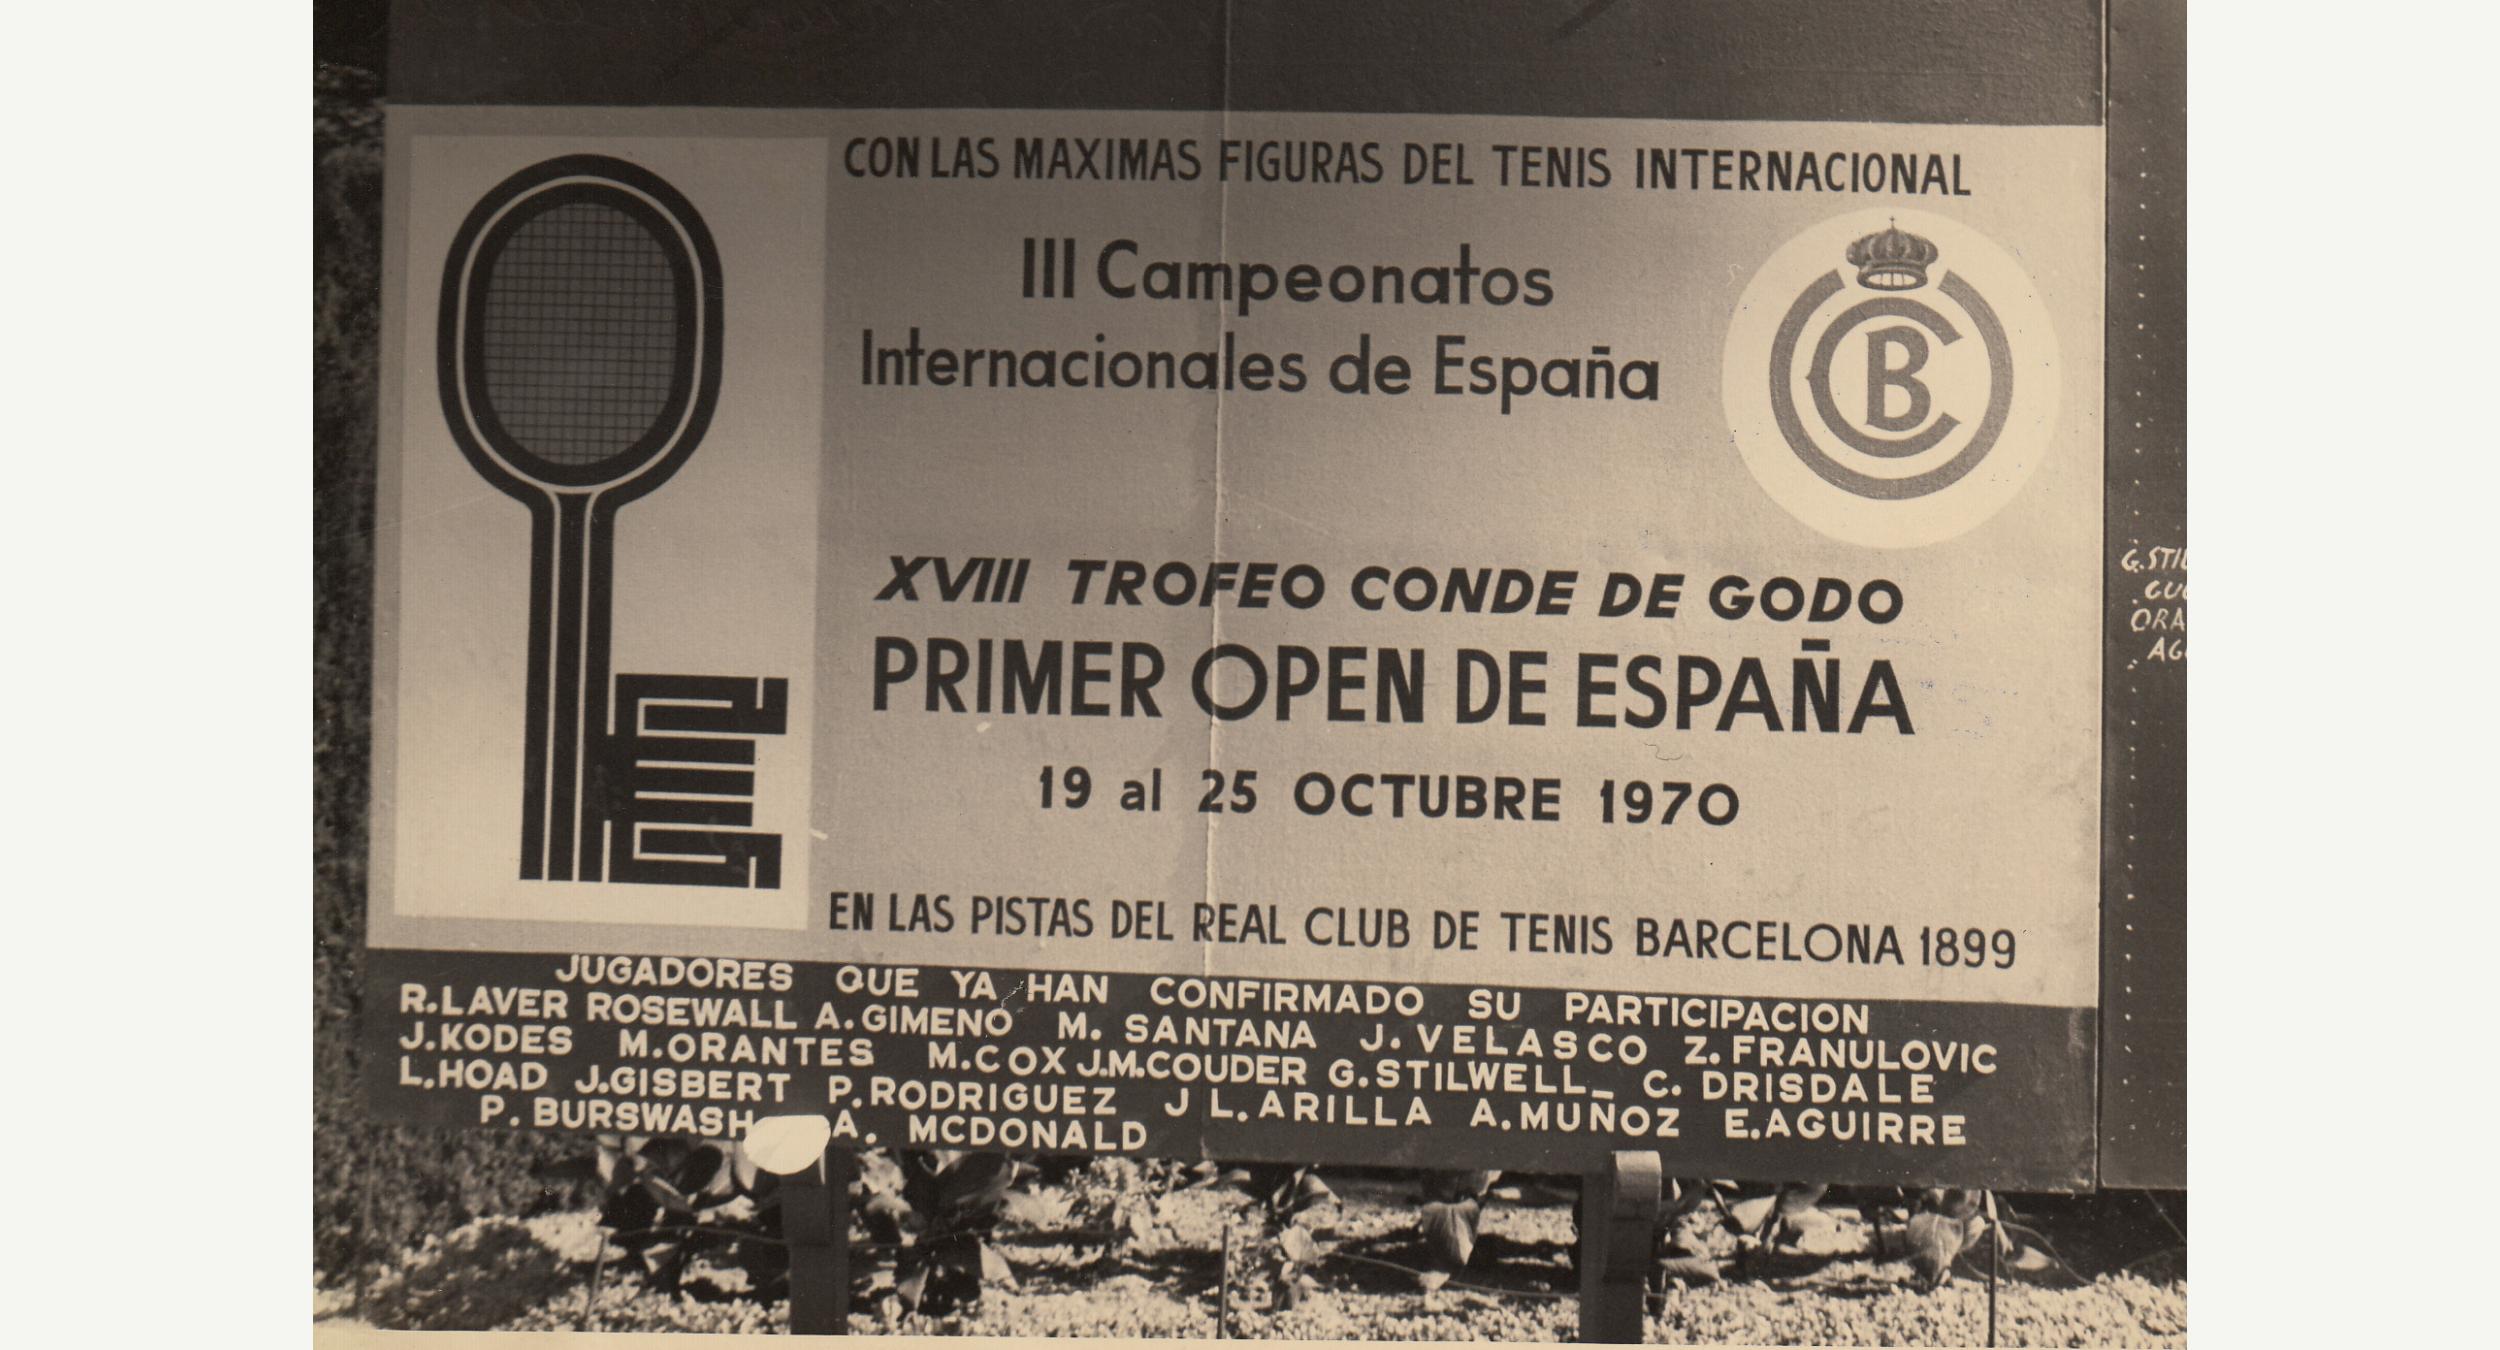 CON LAS MAXIMAS FIGURAS DEL TENIS INTERNACIONAL
III Campeonatos
Internacionales de España
B
XVIII TROFEO CONDE DE GODO
PRIMER OPEN DE ESPAÑA
19 al 25 OCTUBRE 1970
EN LAS PISTAS DEL REAL CLUB DE TENIS BARCELONA 1899
JUGADORES QUE YA HAN CONFIRMADO SU PARTICIPACION
R.LAVER ROSEWALL A.GIMENO M. SANTANA J. VELASCO Z. FRANULOVIC
J.KODES M.ORANTES M.COX J.M.COUDER G.STILWELL_ C. DRISDALE
L.HOAD J.GISBERT P.RODRIGUEZ J L.ARILLA A.MUÑOZ E.AGUIRRE
P. BURSWASH A. MCDONALD